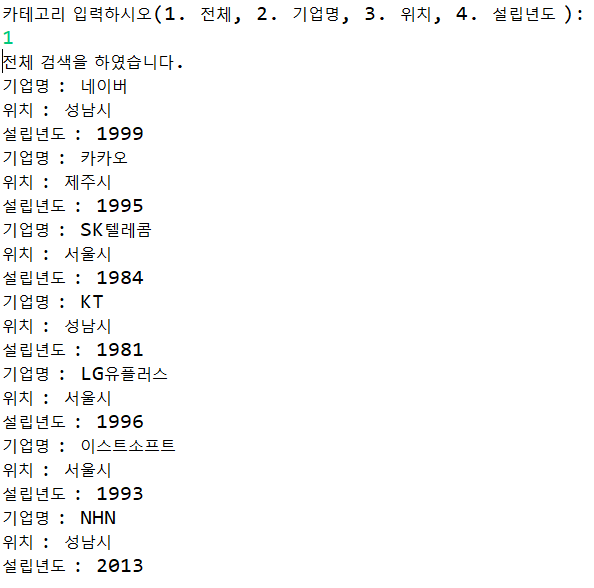 카테고리 입력하시오(1. 전체, 2. 기업명, 3. 위치, 4. 설립년도 ):
1
전체 검색을 하였습니다.
기업명 : 네이버
위치 : 성남시
설립년도 : 1999
기업명 : 카카오
위치 : 제주시
설립년도 : 1995
기업명 : SK텔레콤
위치 : 서울시
설립년도 : 1984
기업명 : KT
위치 : 성남시
설립년도 : 1981
기업명 : LG유플러스
위치 : 서울시
설립년도 : 1996
기업명 : 이스트소프트
위치 : 서울시
설립년도 : 1993
기업명 : NHN
위치 : 성남시
설립년도 : 2013